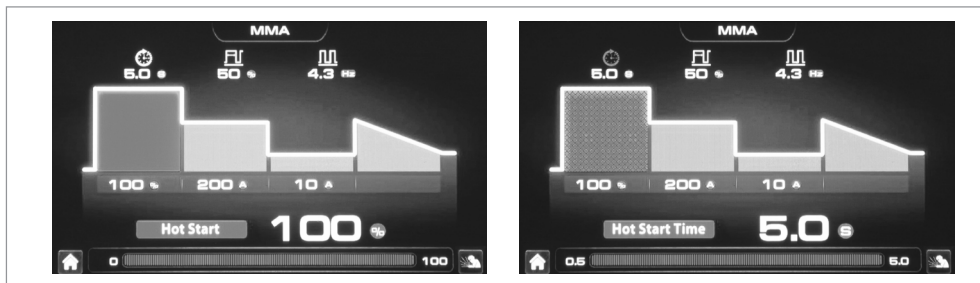 MMA
5.0 s 50 % 4.3 Hz
100 % 200 A 10 A
Hot Start 100 %
0 100
MMA
5.0 s 50 % 4.3 Hz
100 % 200 A 10 A
Hot Start Time 5.0 S
0.5 5.0